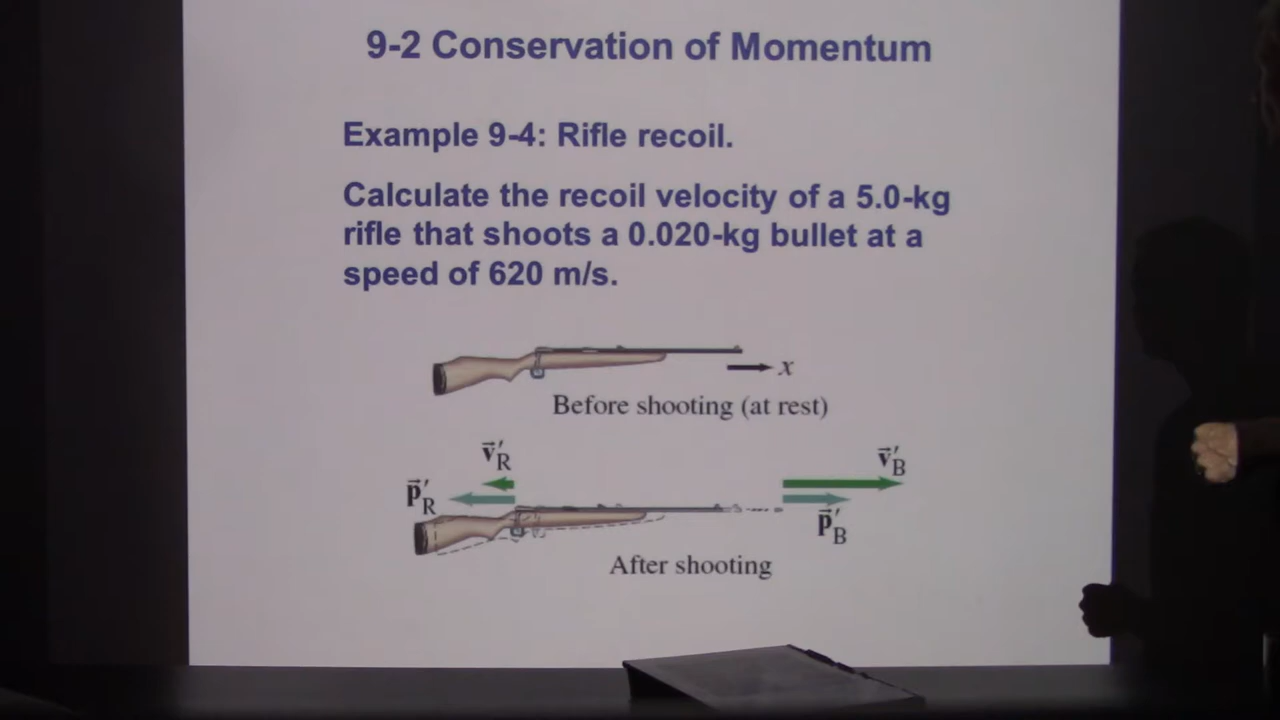 9-2 Conservation of Momentum
Example 9-4: Rifle recoil.
Calculate the recoil velocity of a 5.0-kg
rifle that shoots a 0.020-kg bullet at a
speed of 620 m/s.
x
Before shooting (at rest)
v⃗′R
v⃗′B
p⃗′R
p⃗′B
After shooting